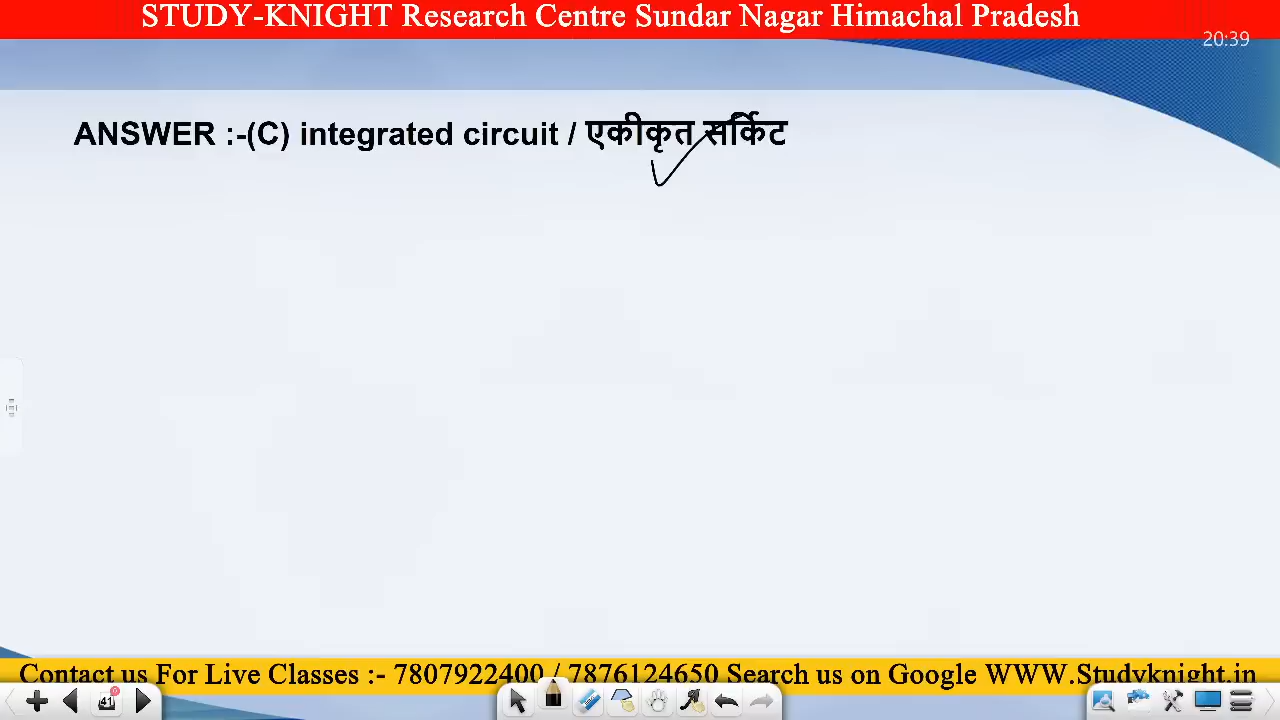 STUDY-KNIGHT Research Centre Sundar Nagar Himachal Pradesh
20:39
ANSWER :-(C) integrated circuit / एकीकृत सर्किट
Contact us For Live Classes :- 7807922400 / 7876124650 Search us on Google WWW.Studyknight.in
41